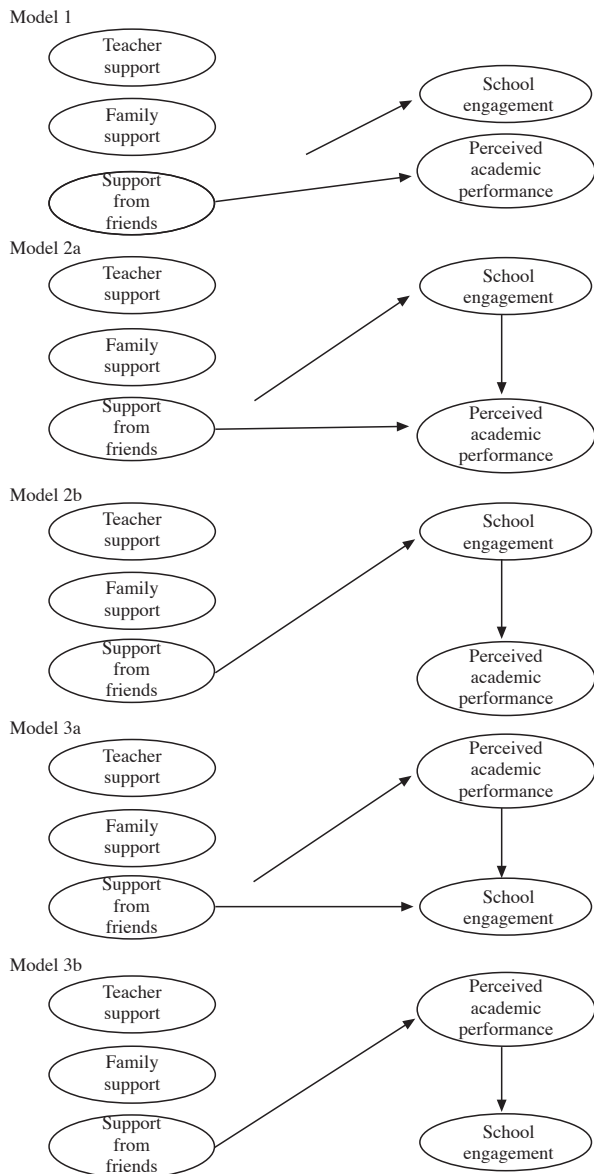 Model 1
Teacher
support
Family
support
Support
from
friends
School
engagement
Perceived
academic
performance
Model 2a
Teacher
support
Family
support
Support
from
friends
School
engagement
Perceived
academic
performance
Model 2b
Teacher
support
Family
support
Support
from
friends
School
engagement
Perceived
academic
performance
Model 3a
Teacher
support
Family
support
Support
from
friends
Perceived
academic
performance
School
engagement
Model 3b
Teacher
support
Family
support
Support
from
friends
Perceived
academic
performance
School
engagement